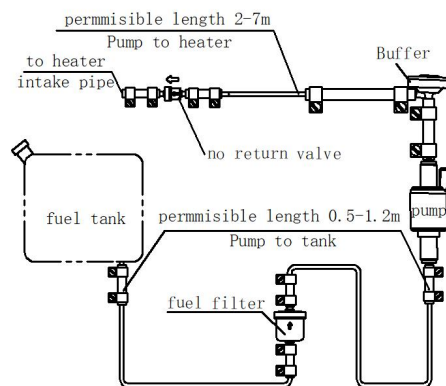 permmisible length 2-7m
Pump to heater
to heater
intake pipe
Buffer
no return valve
fuel tank
pump
permmisible length 0.5-1.2m
Pump to tank
fuel filter